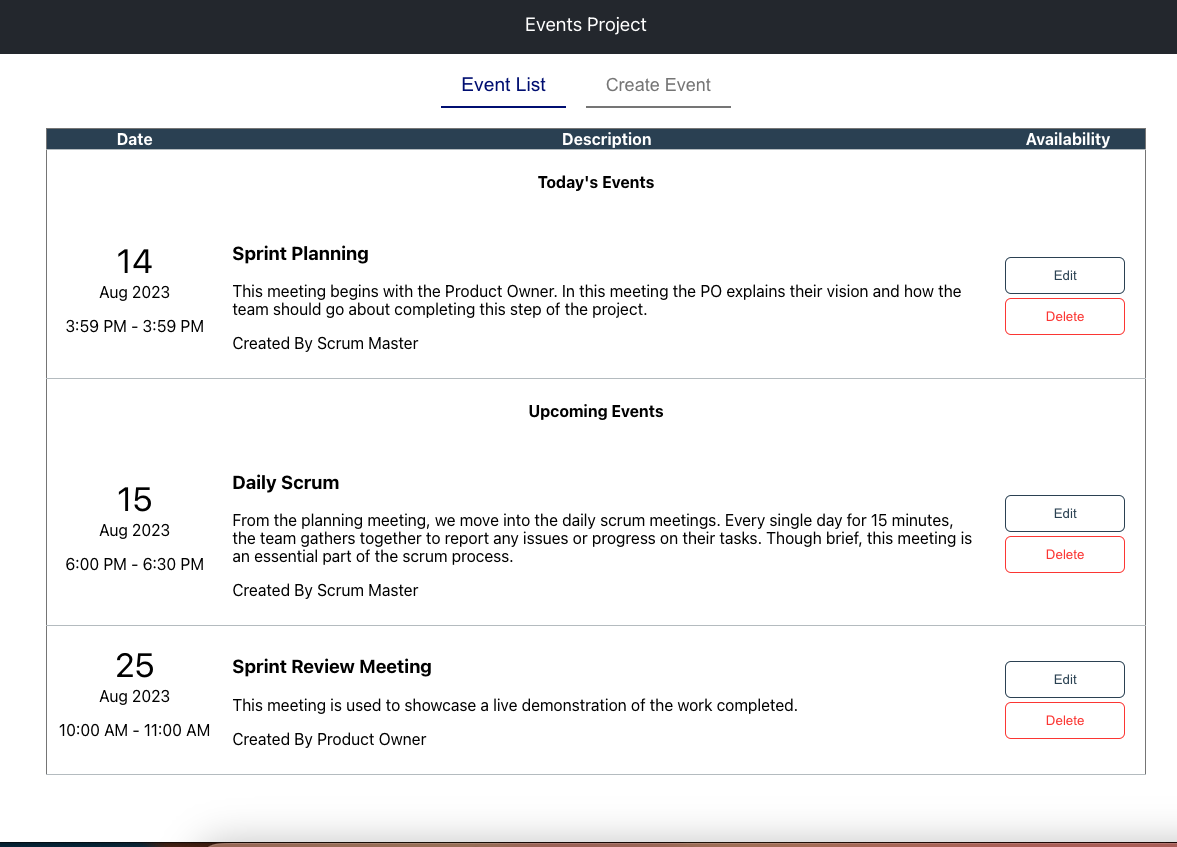 Events Project
Event List
Create Event
Date
Description
Availability
Today's Events
14
Aug 2023
3:59 PM - 3:59 PM
Sprint Planning
This meeting begins with the Product Owner. In this meeting the PO explains their vision and how the
team should go about completing this step of the project.
Created By Scrum Master
Edit
Delete
Upcoming Events
15
Aug 2023
6:00 PM - 6:30 PM
Daily Scrum
From the planning meeting, we move into the daily scrum meetings. Every single day for 15 minutes,
the team gathers together to report any issues or progress on their tasks. Though brief, this meeting is
an essential part of the scrum process.
Created By Scrum Master
Edit
Delete
25
Aug 2023
10:00 AM - 11:00 AM
Sprint Review Meeting
This meeting is used to showcase a live demonstration of the work completed.
Created By Product Owner
Edit
Delete